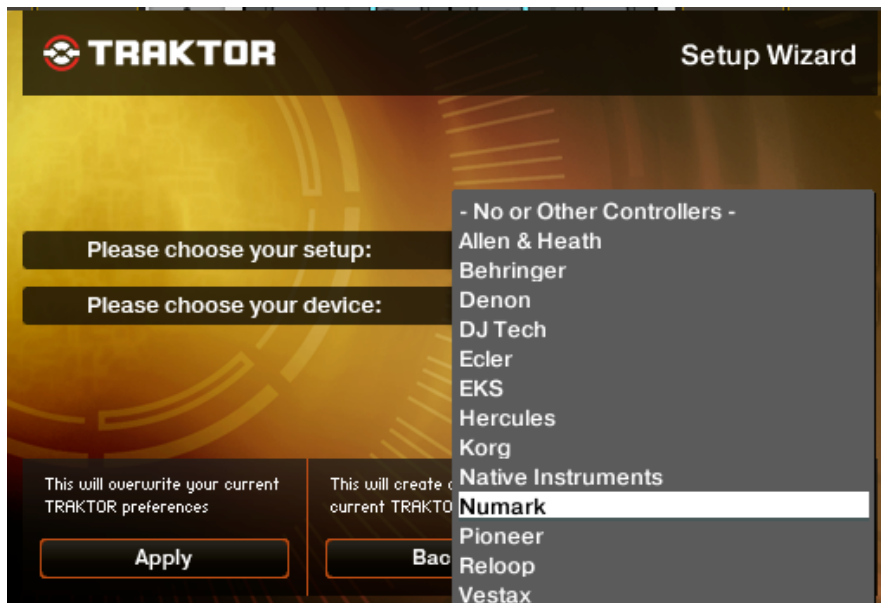 TRAKTOR
Setup Wizard
Please choose your setup:
Please choose your device:
- No or Other Controllers -
Allen & Heath
Behringer
Denon
DJ Tech
Ecler
EKS
Hercules
Korg
Native Instruments
Numark
Pioneer
Reloop
Vestax
This will overwrite your current
TRAKTOR preferences
Apply
This will create
current TRAKTO
Bac